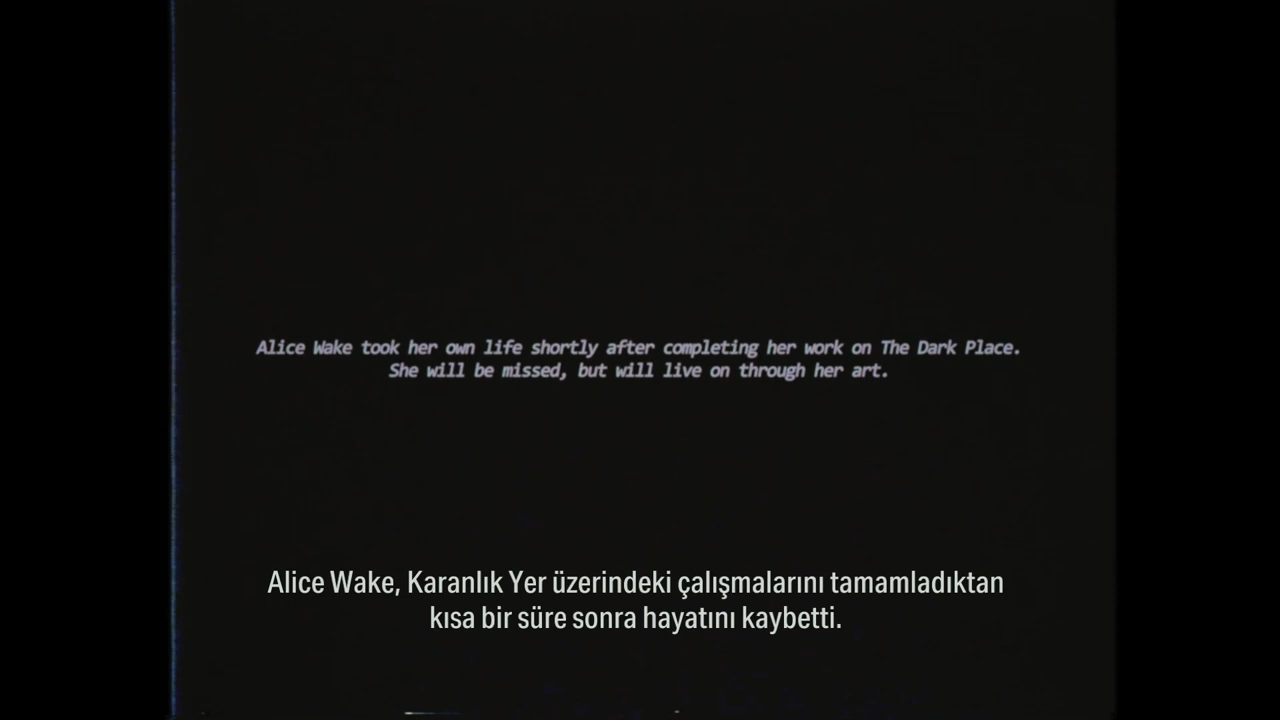 Alice Wake took her own life shortly after completing her work on The Dark Place.
She will be missed, but will live on through her art.
Alice Wake, Karanlık Yer üzerindeki çalışmalarını tamamladıktan
kısa bir süre sonra hayatını kaybetti.